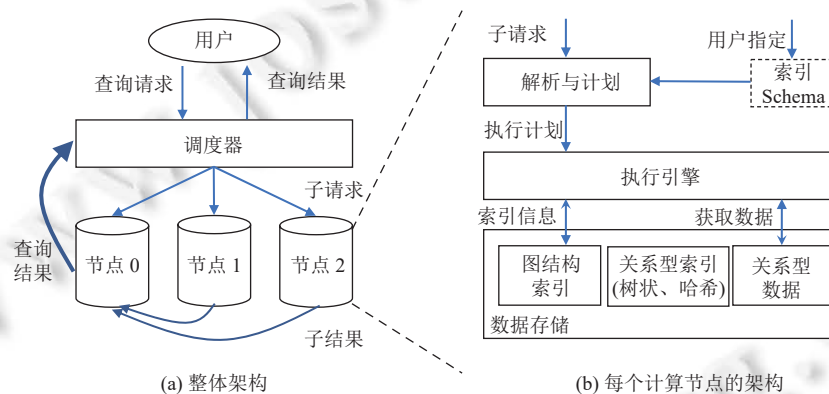 用户
查询请求
查询结果
调度器
子请求
查询
结果
节点 0
节点 1
节点 2
子结果
(a) 整体架构
子请求
用户指定
解析与计划
索引
Schema
执行计划
执行引擎
索引信息
获取数据
图结构
索引
关系型索引
(树状、哈希)
关系型
数据
数据存储
(b) 每个计算节点的架构